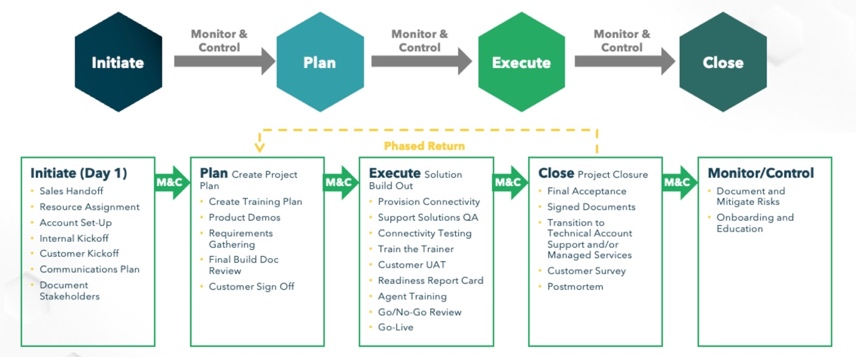 Initiate
Monitor &
Control
Plan
Monitor &
Control
Execute
Monitor &
Control
Close
Phased Return
Initiate (Day 1)
Sales Handoff
Resource Assignment
Account Set-Up
Internal Kickoff
Customer Kickoff
Communications Plan
Document
Stakeholders
M&C
Plan Create Project
Plan
Create Training Plan
Product Demos
Requirements
Gathering
Final Build Doc
Review
Customer Sign Off
M&C
Execute Solution
Build Out
Provision Connectivity
Support Solutions QA
Connectivity Testing
Train the Trainer
Customer UAT
Readiness Report Card
Agent Training
Go/No-Go Review
Go-Live
M&C
Close Project Closure
Final Acceptance
Signed Documents
Transition to
Technical Account
Support and/or
Managed Services
Customer Survey
Postmortem
M&C
Monitor/Control
Document and
Mitigate Risks
Onboarding and
Education